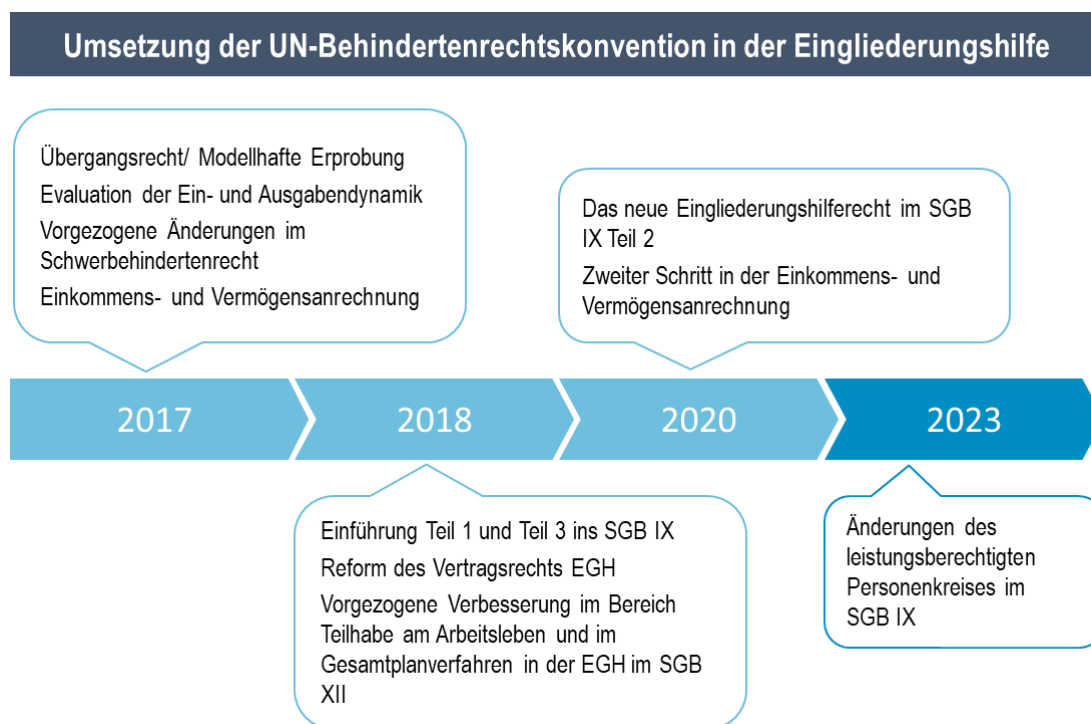 Umsetzung der UN-Behindertenrechtskonvention in der Eingliederungshilfe
Übergangsrecht/ Modellhafte Erprobung
Evaluation der Ein- und Ausgabendynamik
Vorgezogene Änderungen im
Schwerbehindertenrecht
Einkommens- und Vermögensanrechnung
Das neue Eingliederungshilferecht im SGB
IX Teil 2
Zweiter Schritt in der Einkommens- und
Vermögensanrechnung
2017
2018
2020
2023
Einführung Teil 1 und Teil 3 ins SGB IX
Reform des Vertragsrechts EGH
Vorgezogene Verbesserung im Bereich
Teilhabe am Arbeitsleben und im
Gesamtplanverfahren in der EGH im SGB
XII
Änderungen des
leistungsberechtigten
Personenkreises im
SGB IX